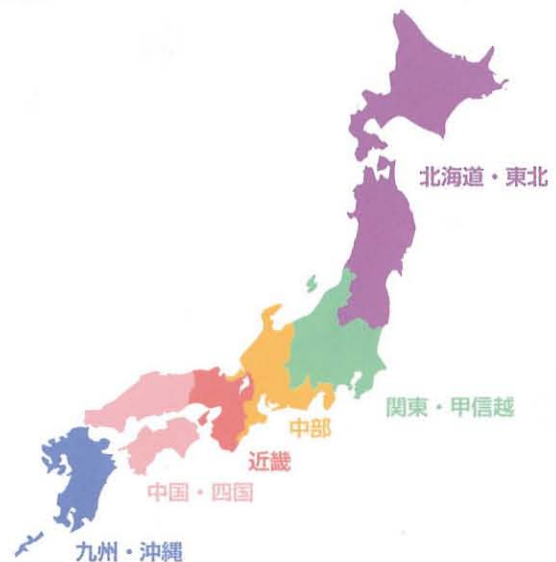 北海道・東北
関東・甲信越
中部
近畿
中国・四国
九州・沖縄